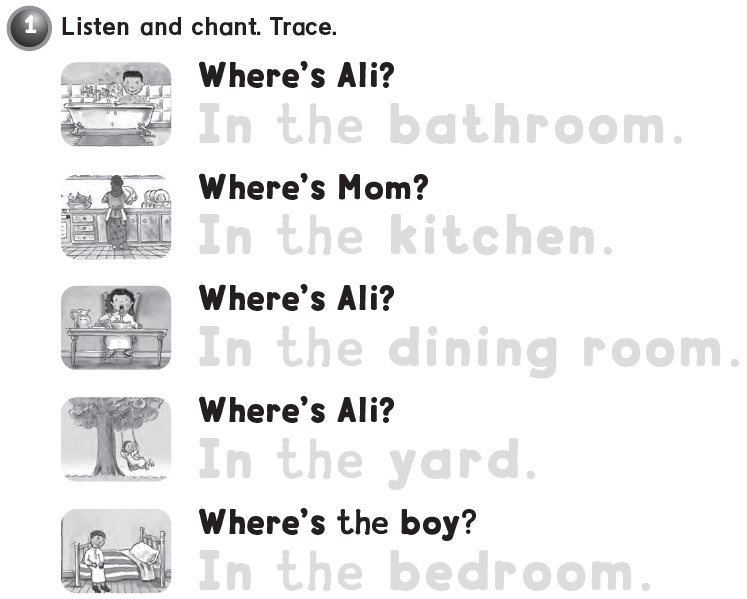 1 Listen and chant. Trace.
Where's Ali?
In the bathroom.
Where's Mom?
In the kitchen.
Where's Ali?
In the dining room.
Where's Ali?
In the yard.
Where's the boy?
In the bedroom.